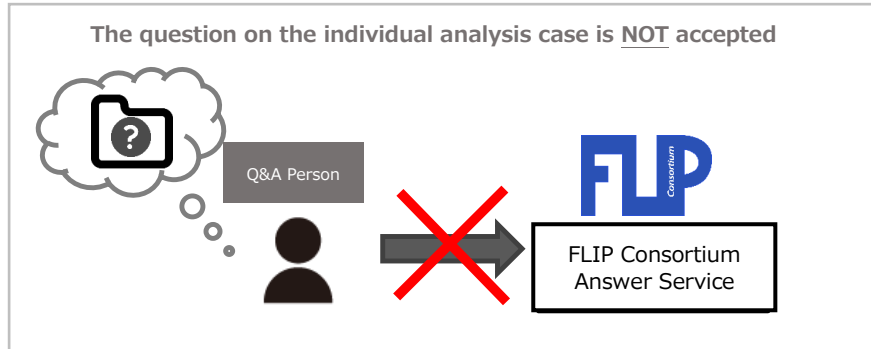 The question on the individual analysis case is NOT accepted
?
Q&A Person
FLIP
Consortium
FLIP Consortium
Answer Service